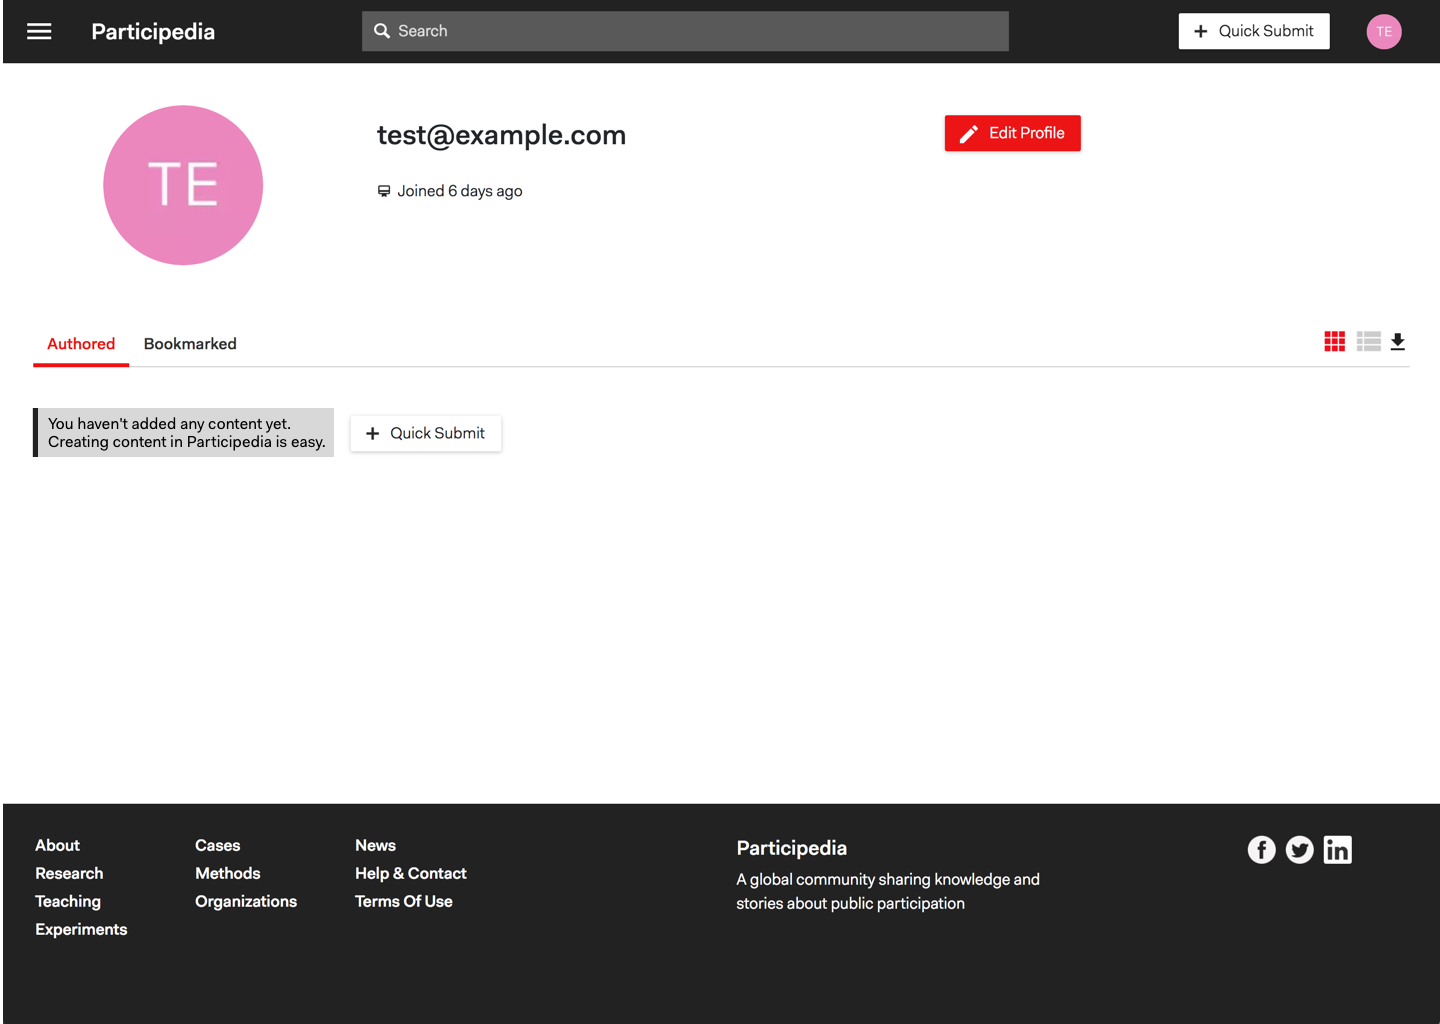 Participedia
Search
Quick Submit
TE
TE
test@example.com
Edit Profile
Joined 6 days ago
Authored
Bookmarked
You haven't added any content yet.
Creating content in Participedia is easy.
Quick Submit
About
Research
Teaching
Experiments
Cases
Methods
Organizations
News
Help & Contact
Terms Of Use
Participedia
A global community sharing knowledge and
stories about public participation